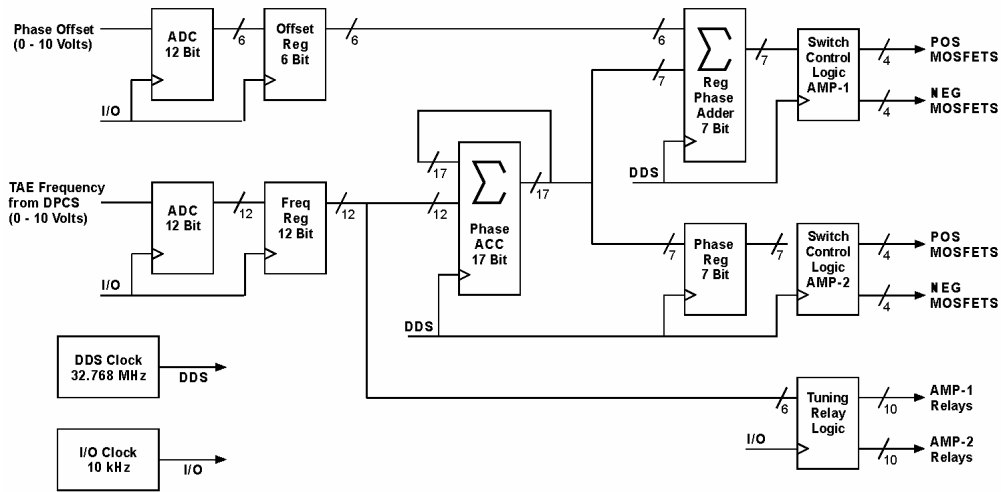 Phase Offset
(0 - 10 Volts)
I/O
ADC
12 Bit
6
Offset
Reg
6 Bit
6
6
7
Σ
Reg
Phase
Adder
7 Bit
DDS
7
Switch
Control
Logic
AMP-1
4
POS
MOSFETS
4
NEG
MOSFETS
TAE Frequency
from DPCS
(0 - 10 Volts)
I/O
ADC
12 Bit
12
Freq
Reg
12 Bit
12
17
12
Σ
Phase
ACC
17 Bit
17
DDS
7
Phase
Reg
7 Bit
7
Switch
Control
Logic
AMP-2
4
POS
MOSFETS
4
NEG
MOSFETS
DDS Clock
32.768 MHz
DDS
I/O Clock
10 kHz
I/O
6
I/O
Tuning
Relay
Logic
10
AMP-1
Relays
10
AMP-2
Relays